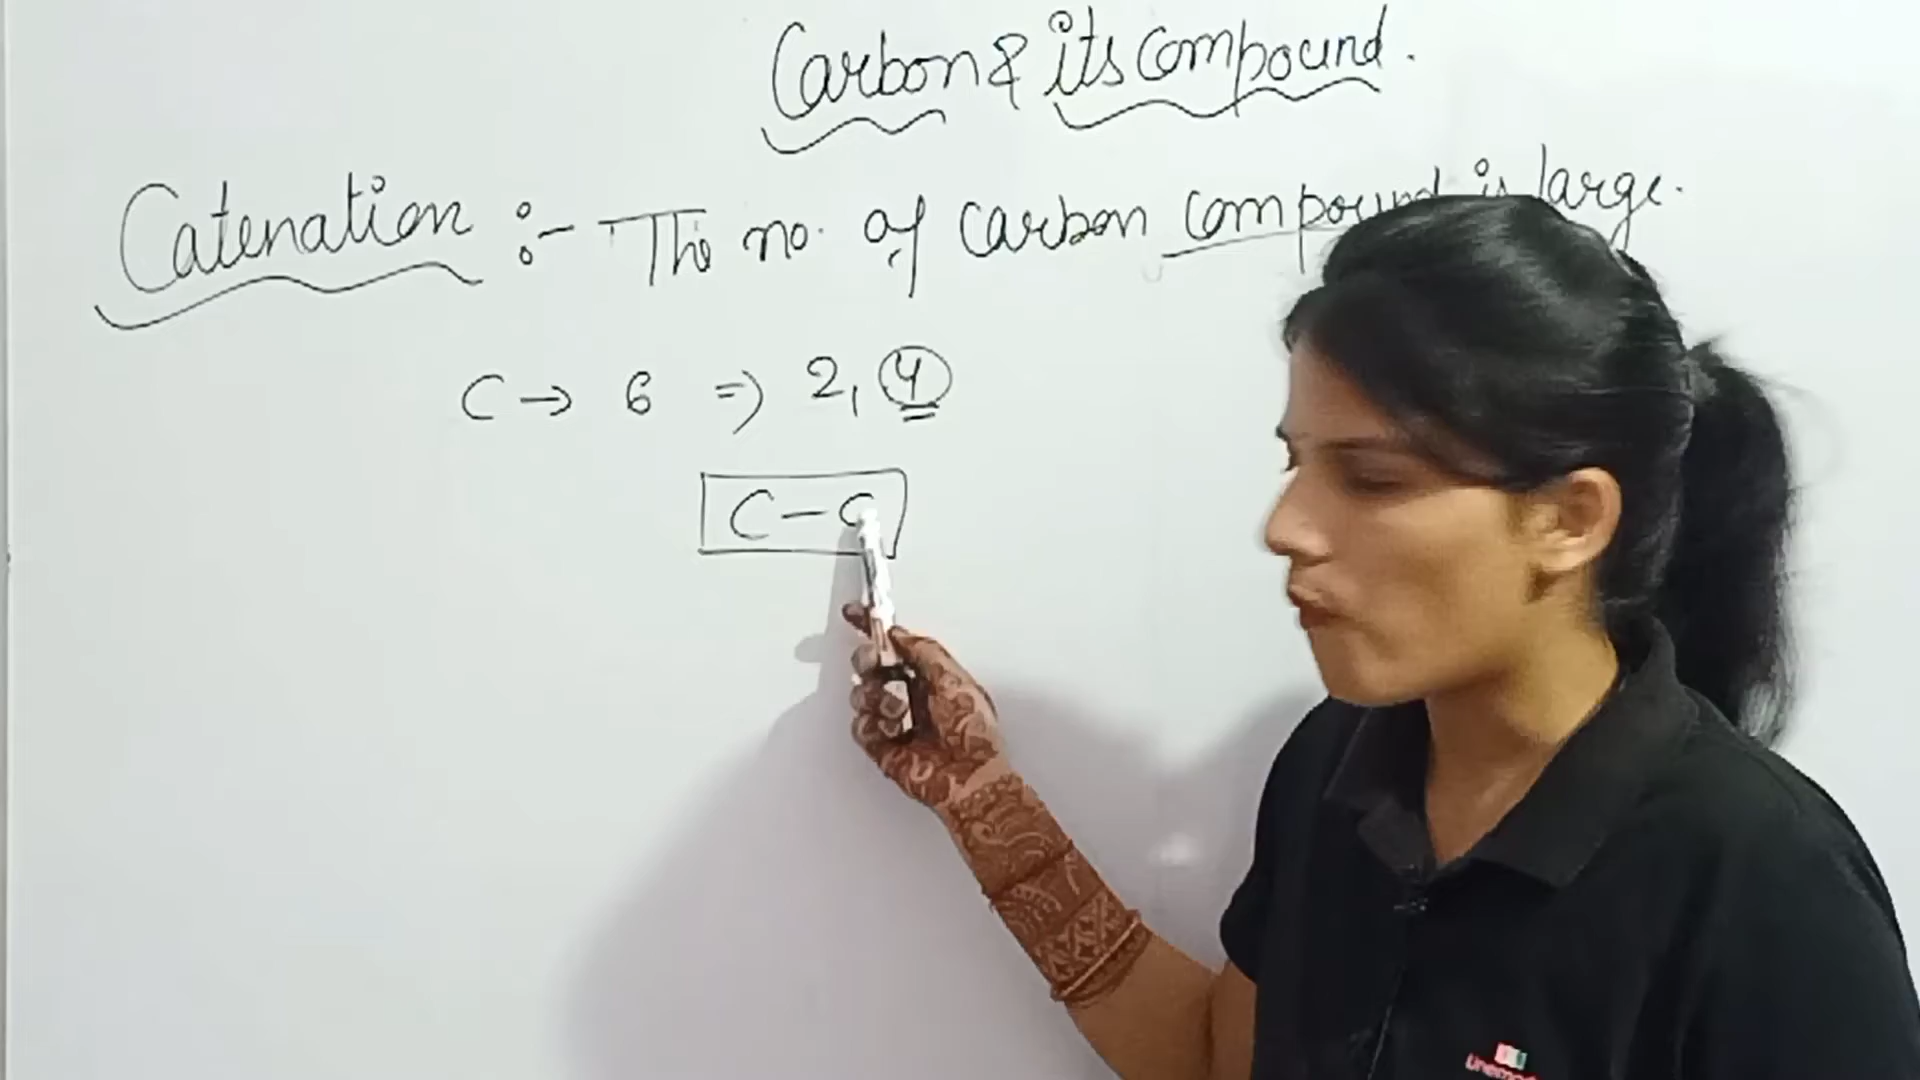 Carbon & its compound.
Catenation :- The no. of carbon compound is large.
C → 6 ⇒ 2, 4
C – C